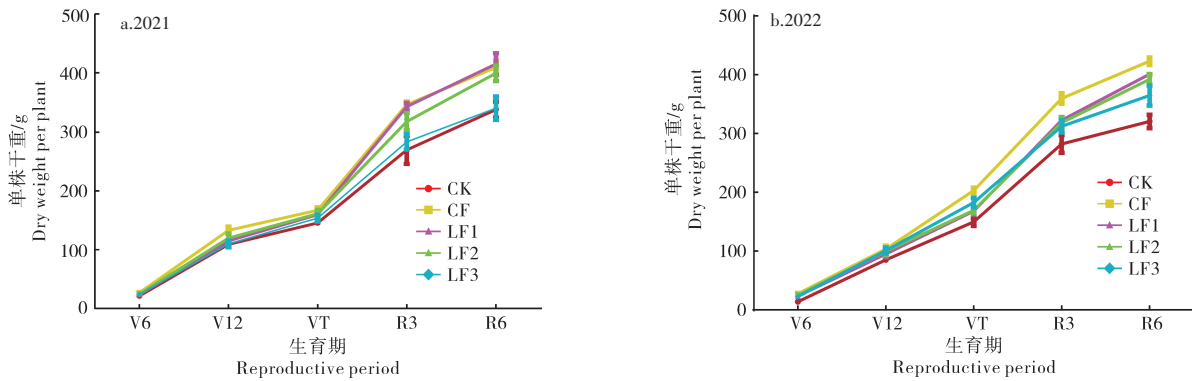 a.2021
500
400
300
200
100
0
单株干重/g
Dry weight per plant
CK
CF
LF1
LF2
LF3
V6 V12 VT R3 R6
生育期
Reproductive period
b.2022
500
400
300
200
100
0
单株干重/g
Dry weight per plant
CK
CF
LF1
LF2
LF3
V6 V12 VT R3 R6
生育期
Reproductive period